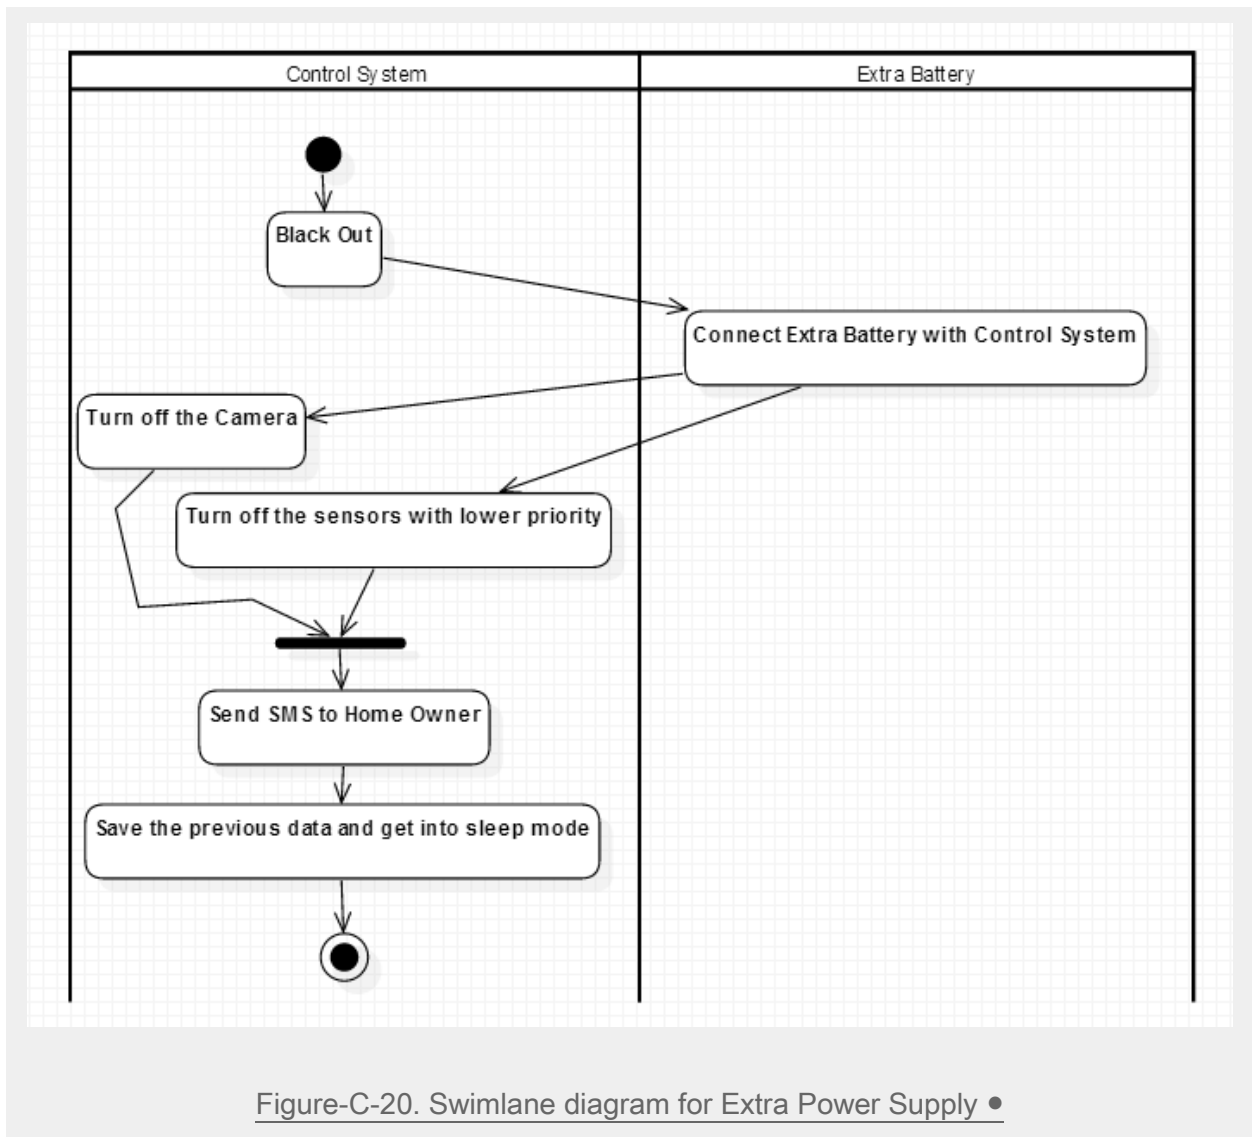 Control System
Extra Battery
Black Out
Connect Extra Battery with Control System
Turn off the Camera
Turn off the sensors with lower priority
Send SMS to Home Owner
Save the previous data and get into sleep mode
Figure-C-20. Swimlane diagram for Extra Power Supply ●